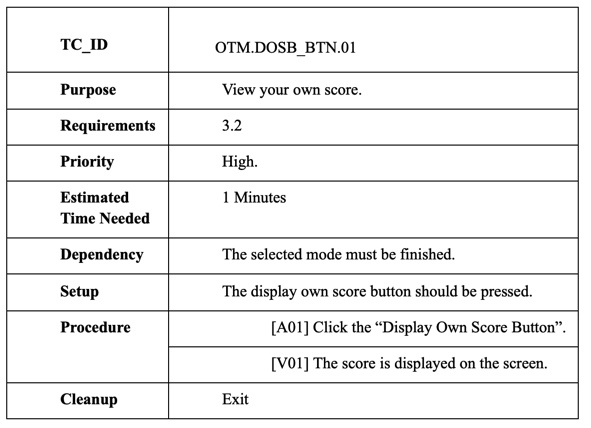 TC_ID OTM.DOSB_BTN.01
Purpose View your own score.
Requirements 3.2
Priority High.
Estimated Time Needed 1 Minutes
Dependency The selected mode must be finished.
Setup The display own score button should be pressed.
Procedure [A01] Click the “Display Own Score Button”.
[V01] The score is displayed on the screen.
Cleanup Exit